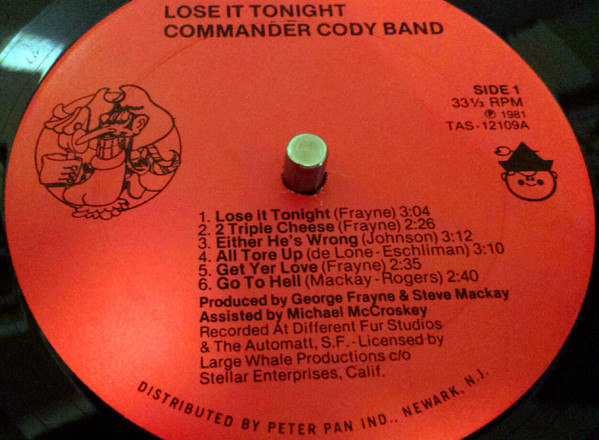 LOSE IT TONIGHT
COMMANDER CODY BAND
SIDE 1
33⅓ RPM
℗ 1981
TAS-12109A
1. Lose it Tonight (Frayne) 3:04
2. 2 Triple Cheese (Frayne) 2:26
3. Either He's Wrong (Johnson) 3:12
4. All Tore Up (de Lone - Eschliman) 3:10
5. Get Yer Love (Frayne) 2:35
6. Go To Hell (Mackay - Rogers) 2:40
Produced by George Frayne & Steve Mackay
Assisted by Michael McCroskey
Recorded At Different Fur Studios
& The Automatt, S.F. - Licensed by
Large Whale Productions c/o
Stellar Enterprises, Calif.
DISTRIBUTED BY PETER PAN IND., NEWARK, N.J.